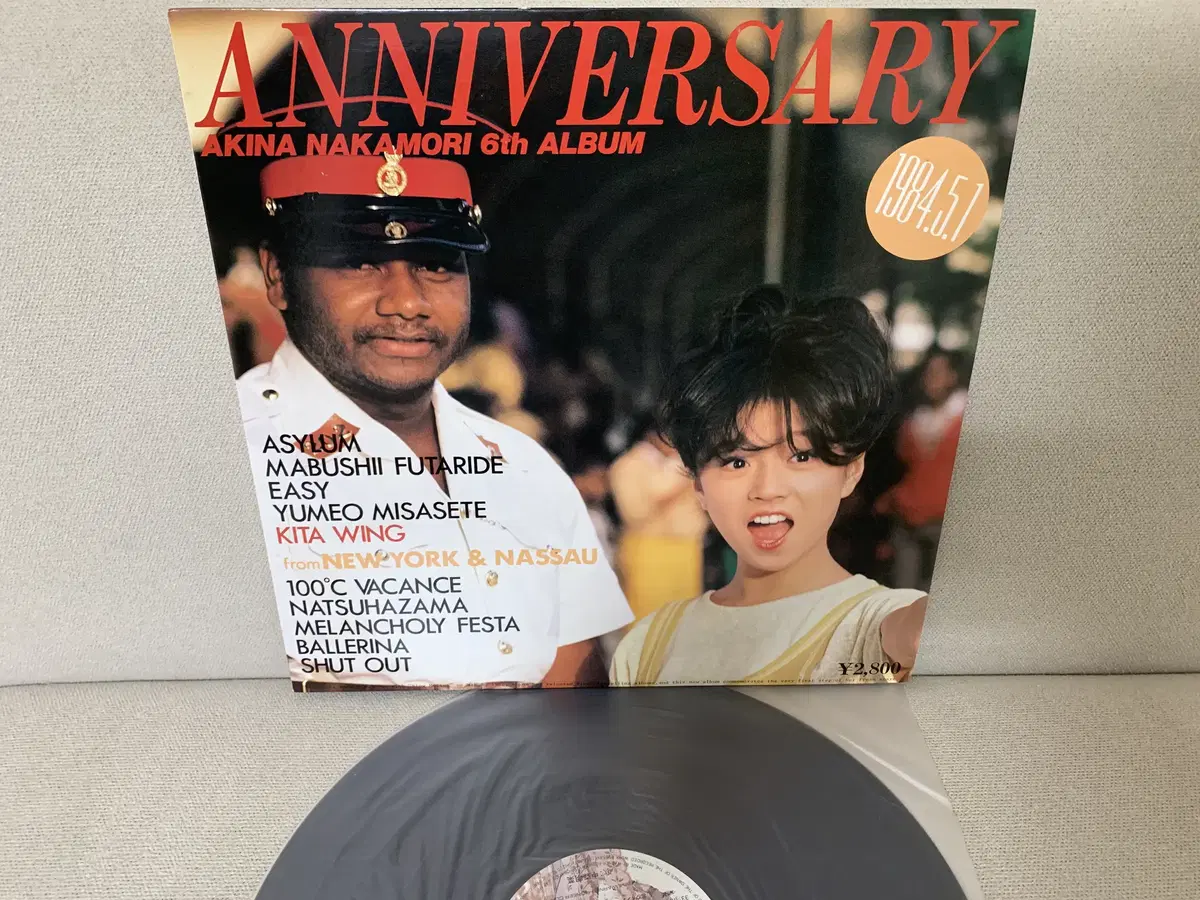 ANNIVERSARY
AKINA NAKAMORI 6th ALBUM
1984.5.1
ASYLUM
MABUSHII FUTARIDE
EASY
YUMEO MISASETE
KITA WING
from NEW YORK & NASSAU
100℃ VACANCE
NATSUHAZAMA
MELANCHOLY FESTA
BALLERINA
SHUT OUT
¥2,800